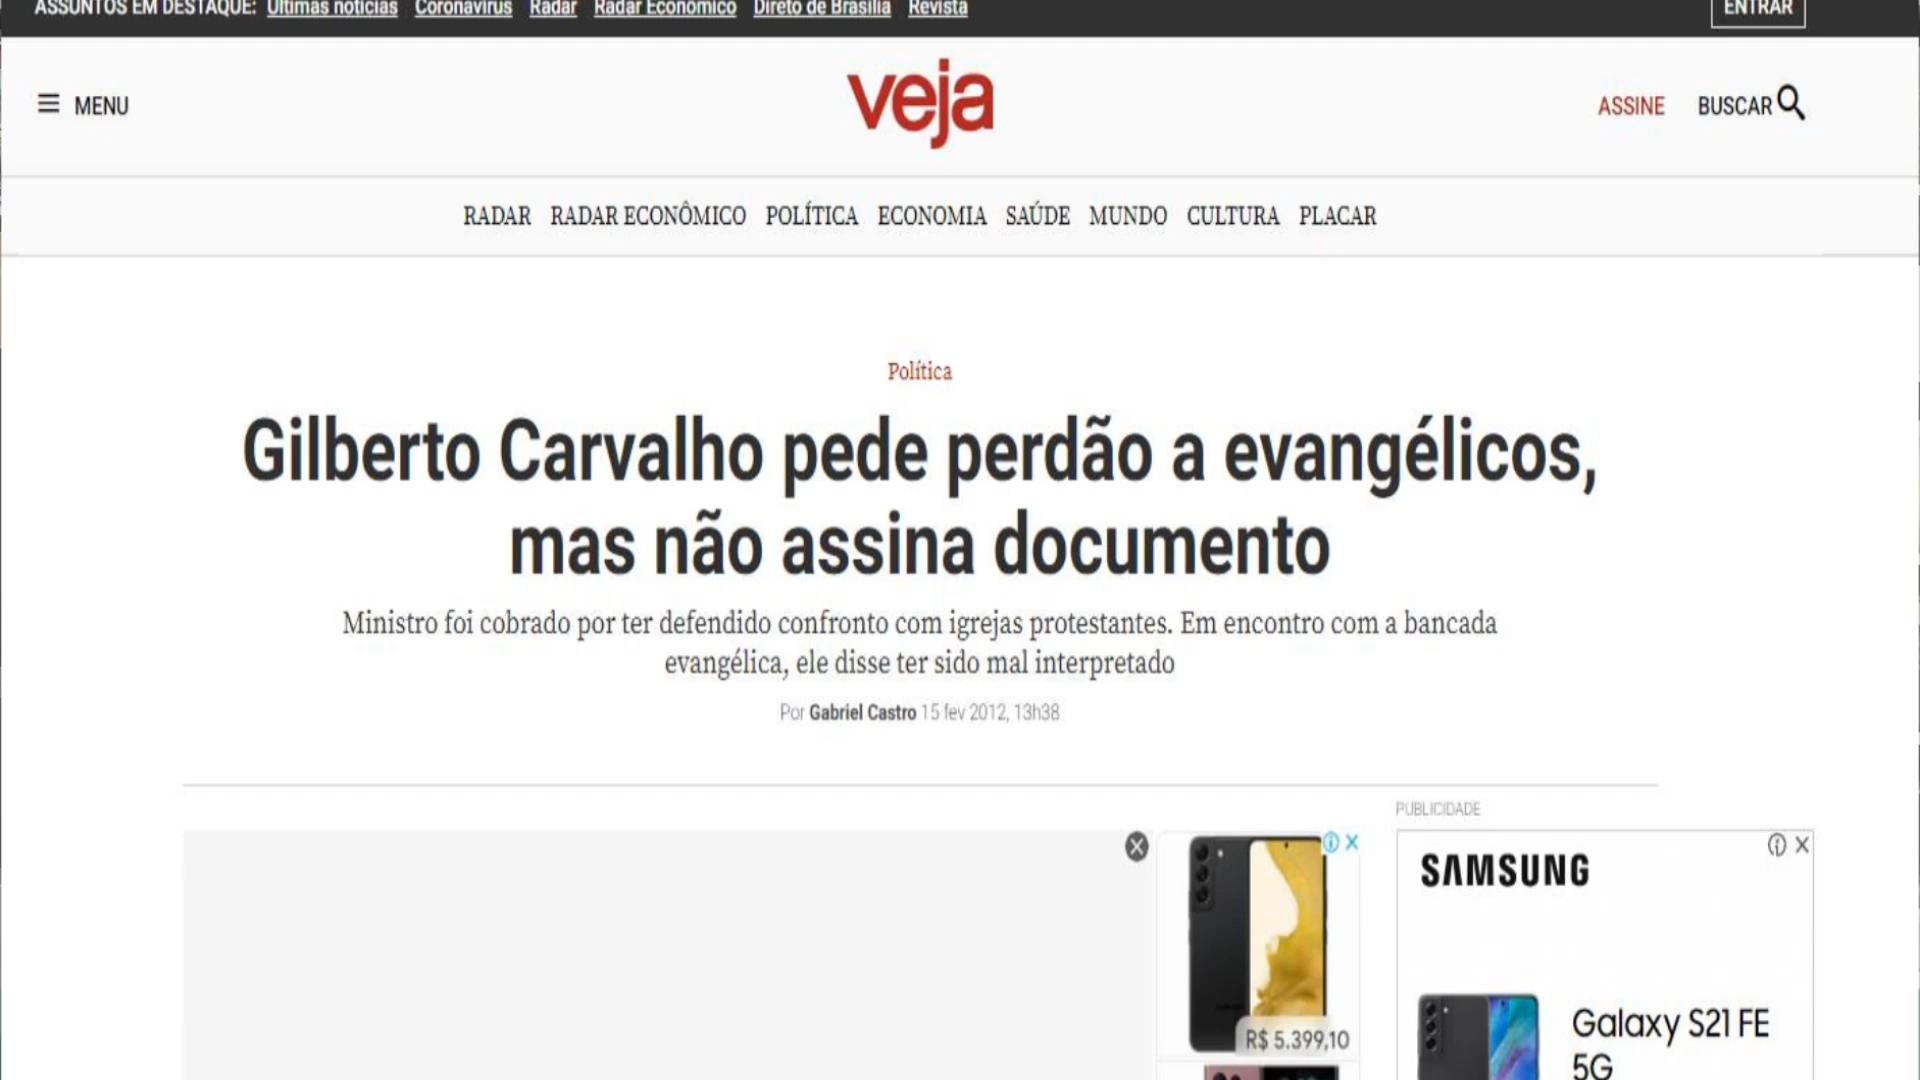 ASSUNTOS EM DESTAQUE: Últimas notícias Coronavírus Radar Radar Econômico Direto de Brasília Revista ENTRAR
MENU veja ASSINE BUSCAR
RADAR RADAR ECONÔMICO POLÍTICA ECONOMIA SAÚDE MUNDO CULTURA PLACAR
Política
Gilberto Carvalho pede perdão a evangélicos,
mas não assina documento
Ministro foi cobrado por ter defendido confronto com igrejas protestantes. Em encontro com a bancada
evangélica, ele disse ter sido mal interpretado
Por Gabriel Castro 15 fev 2012, 13h38
PUBLICIDADE
SAMSUNG
R$ 5.399,10
Galaxy S21 FE
5G